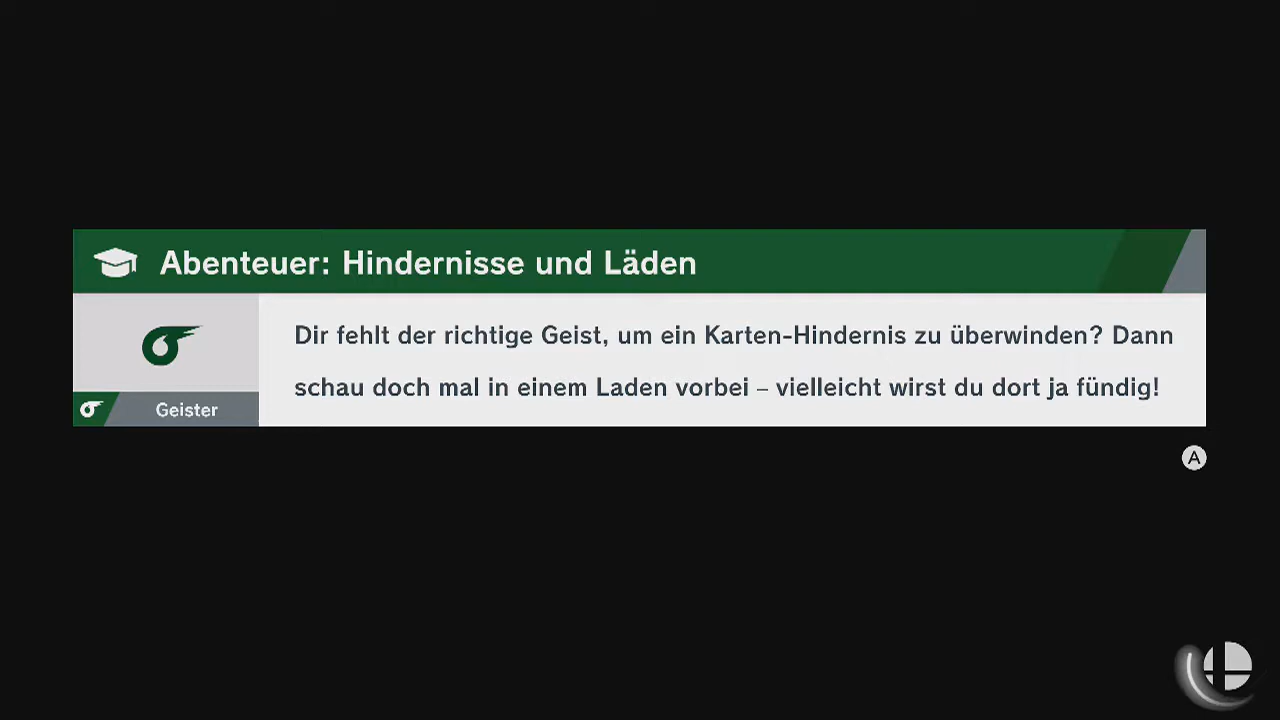 Abenteuer: Hindernisse und Läden
Dir fehlt der richtige Geist, um ein Karten-Hindernis zu überwinden? Dann
schau doch mal in einem Laden vorbei – vielleicht wirst du dort ja fündig!
Geister
A